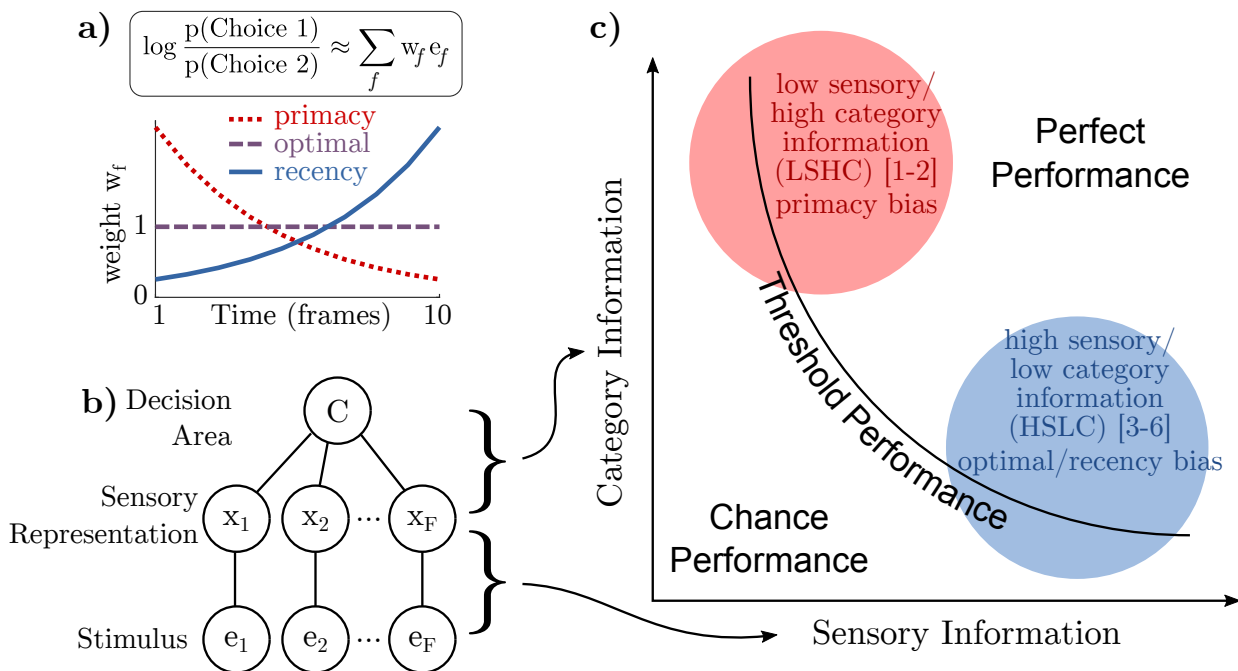 a)
log p(Choice 1) / p(Choice 2) ≈ ∑_f w_f e_f
primacy
optimal
recency
weight w_f
1
0
1
Time (frames)
10
b)
Decision
Area
C
Sensory
Representation
x_1
x_2
...
x_F
Stimulus
e_1
e_2
...
e_F
c)
Category Information
low sensory/
high category
information
(LSHC) [1-2]
primacy bias
Perfect
Performance
Threshold Performance
high sensory/
low category
information
(HSLC) [3-6]
optimal/recency bias
Chance
Performance
Sensory Information